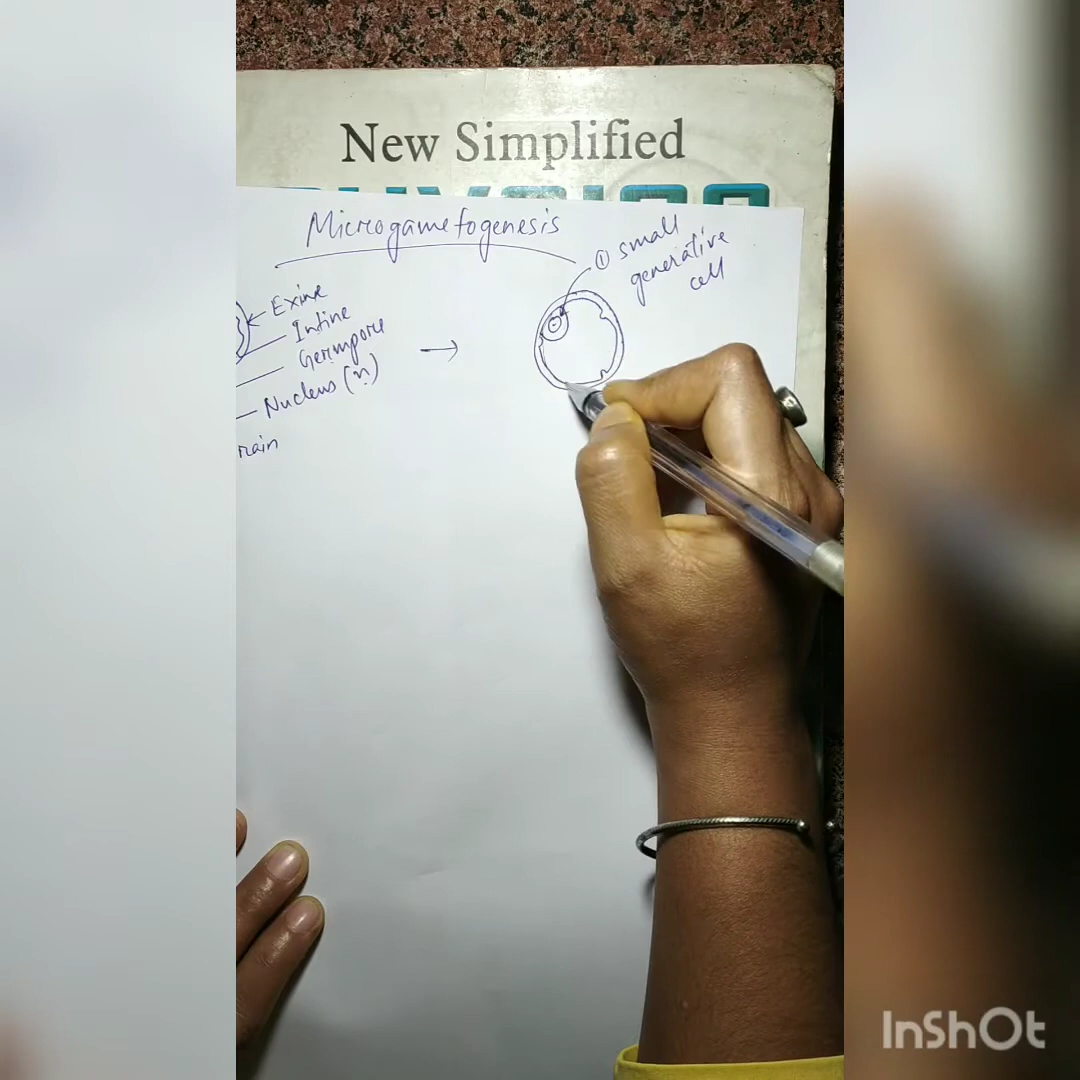 New Simplified
Microgametogenesis
① small
generative
cell
Exine
Intine
Germpore
Nucleus (n)
rain
InShOt